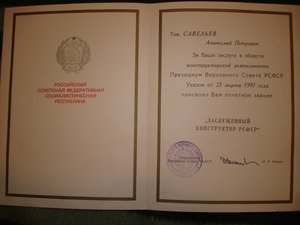 РОССИЙСКАЯ
СОВЕТСКАЯ ФЕДЕРАТИВНАЯ
СОЦИАЛИСТИЧЕСКАЯ
РЕСПУБЛИКА
Тов. САВЕЛЬЕВ
Анатолий Петрович
За Ваши заслуги в области
конструкторской деятельности
Президиум Верховного Совета РСФСР
Указом от 25 марта 1991 года
присвоил Вам почетное звание
"ЗАСЛУЖЕННЫЙ
КОНСТРУКТОР РСФСР"